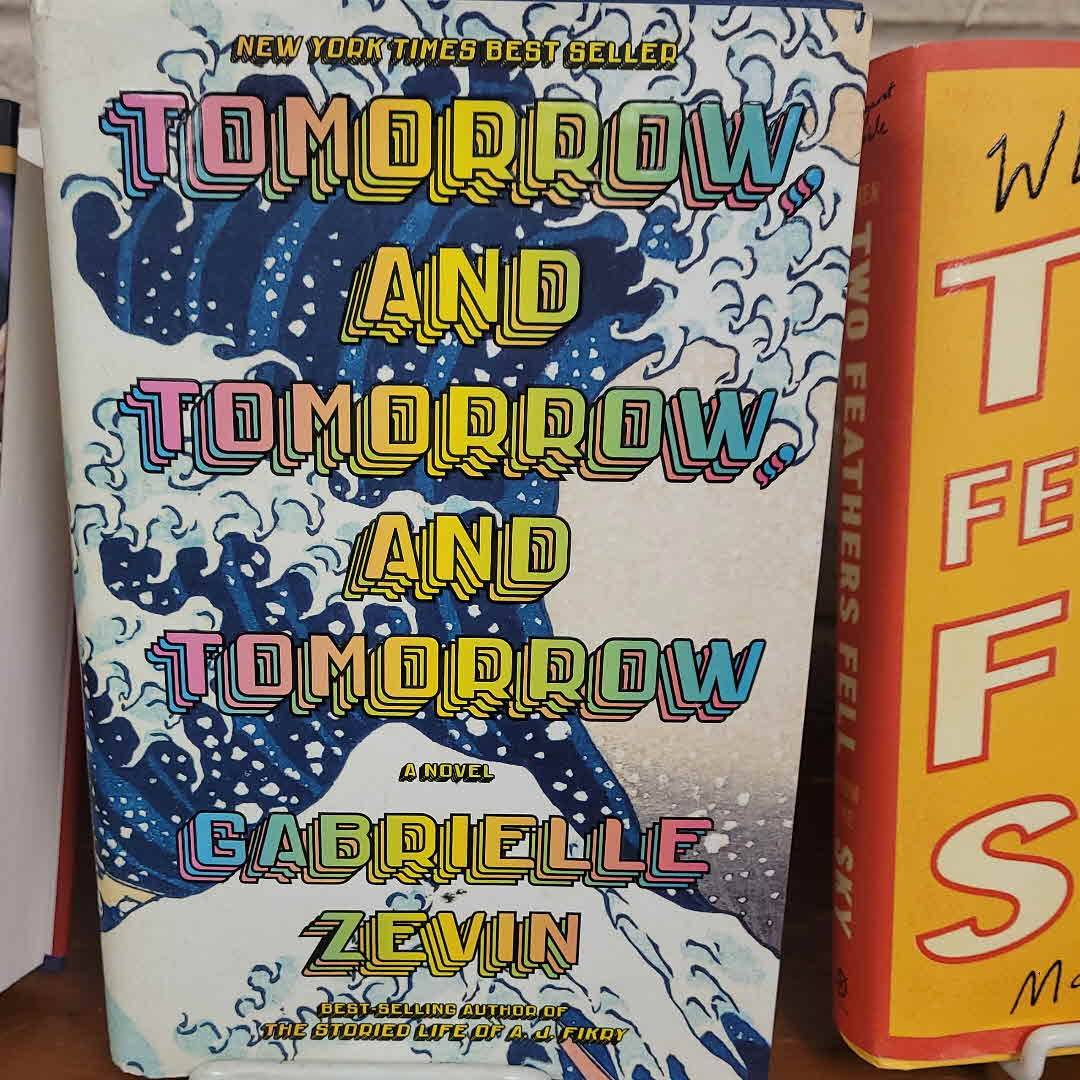 NEW YORK TIMES BEST SELLER
TOMORROW,
AND
TOMORROW,
AND
TOMORROW
A NOVEL
GABRIELLE
ZEVIN
BEST-SELLING AUTHOR OF
THE STORIED LIFE OF A. J. FIKRY
TWO FEATHERS FELL SKY
W
T
FE
F
S